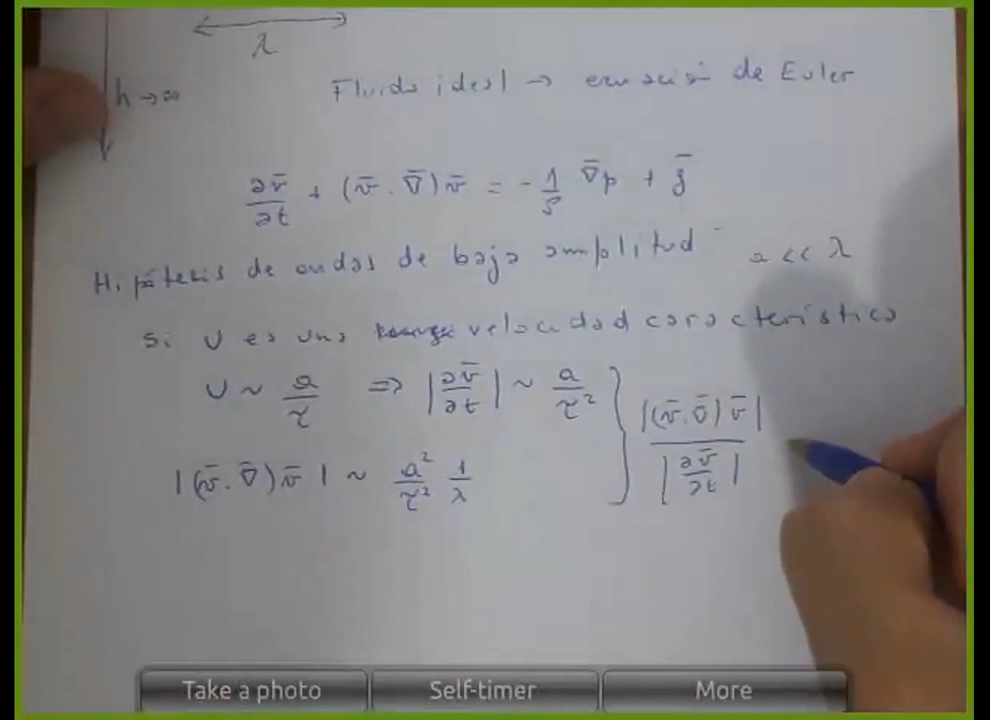 λ
h → ∞
Fluido ideal → ecuación de Euler
∂v̄/∂t + (v̄ . ∇̄) v̄ = - 1/ρ ∇̄p + ḡ
Hipótesis de ondas de baja amplitud a << λ
Si U es una velocidad característica
U ~ a/τ ⇒ |∂v̄/∂t| ~ a/τ² } |(v̄ . ∇̄) v̄| / |∂v̄/∂t|
|(v̄ . ∇̄) v̄| ~ a²/τ² 1/λ
Take a photo Self-timer More